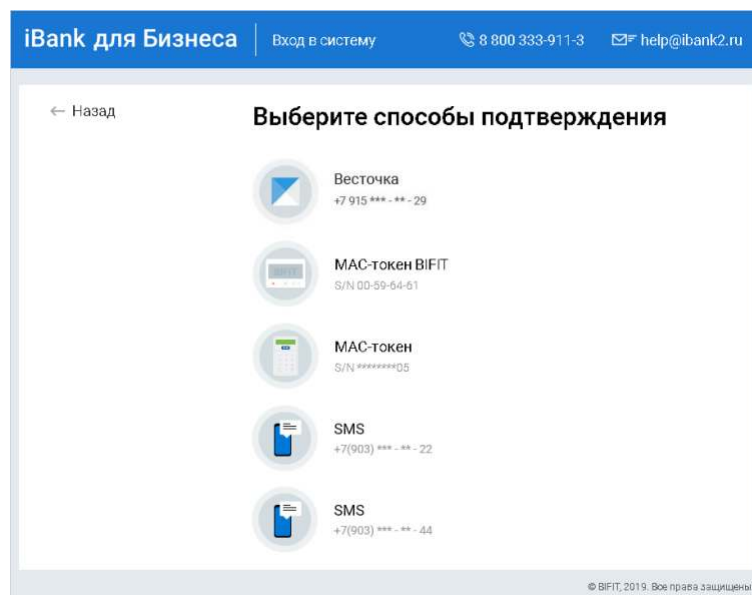 iBank для Бизнеса Вход в систему 8 800 333-911-3 help@ibank2.ru
← Назад
Выберите способы подтверждения
Весточка
+7 915 *** - ** - 29
МАС-токен BIFIT
S/N 00-59-64-61
МАС-токен
S/N ********05
SMS
+7(903) *** - ** - 22
SMS
+7(903) *** - ** - 44
© BIFIT, 2019. Все права защищены